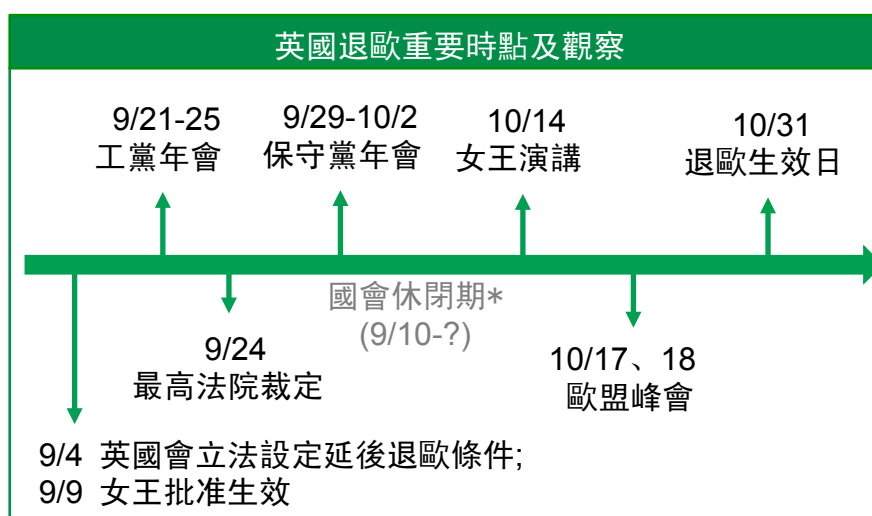 英國退歐重要時點及觀察
9/21-25
工黨年會
9/29-10/2
保守黨年會
10/14
女王演講
10/31
退歐生效日
國會休閉期*
(9/10-?)
9/24
最高法院裁定
10/17、18
歐盟峰會
9/4 英國會立法設定延後退歐條件;
9/9 女王批准生效